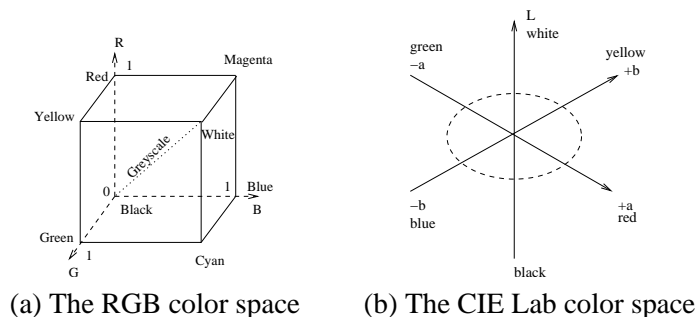 R
Red
1
Magenta
Yellow
White
Greyscale
0
Black
1
Blue
B
Green
1
G
Cyan
(a) The RGB color space
L
white
green
−a
yellow
+b
−b
blue
+a
red
black
(b) The CIE Lab color space